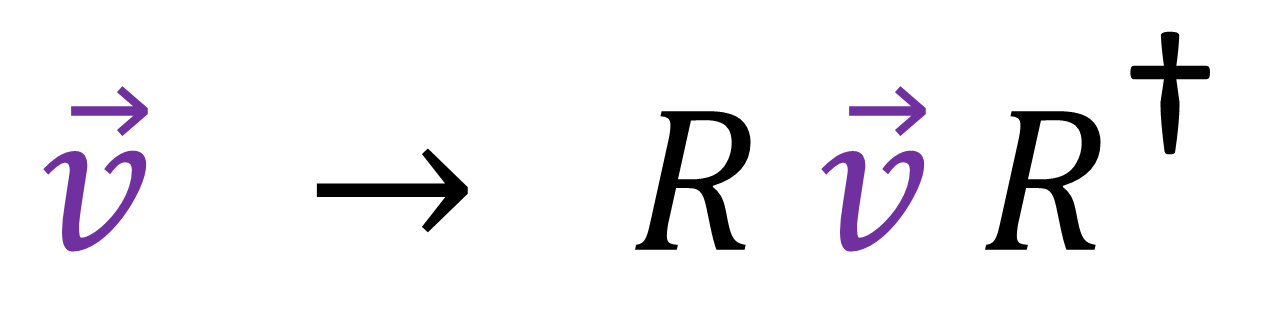 v⃗ → R v⃗ R†